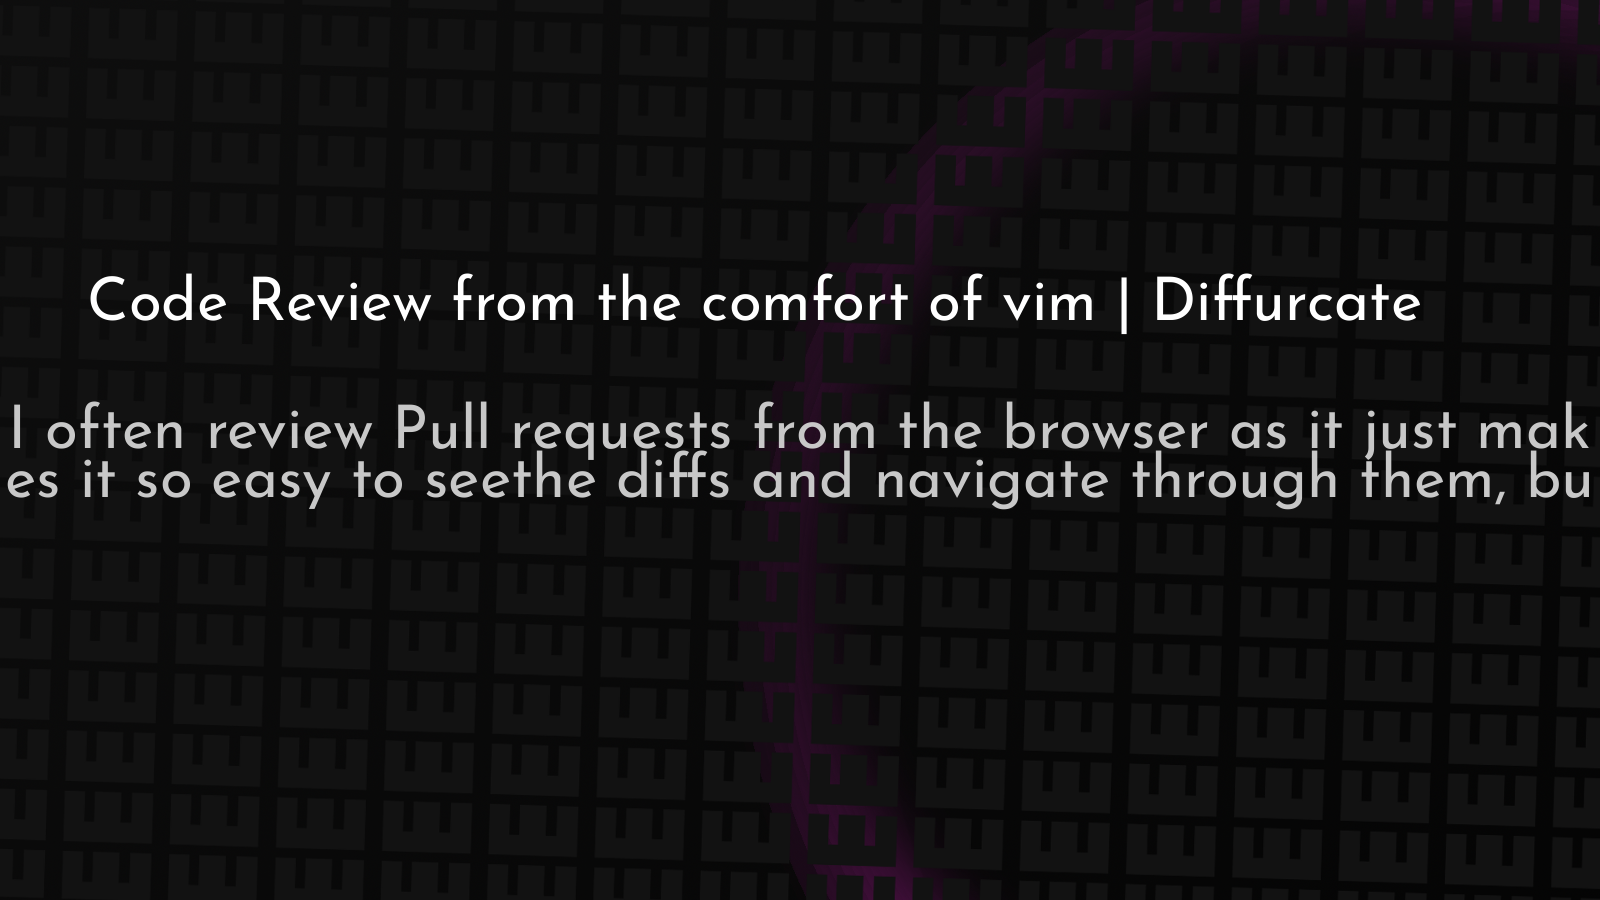 Code Review from the comfort of vim | Diffurcate
I often review Pull requests from the browser as it just mak
es it so easy to seethe diffs and navigate through them, bu